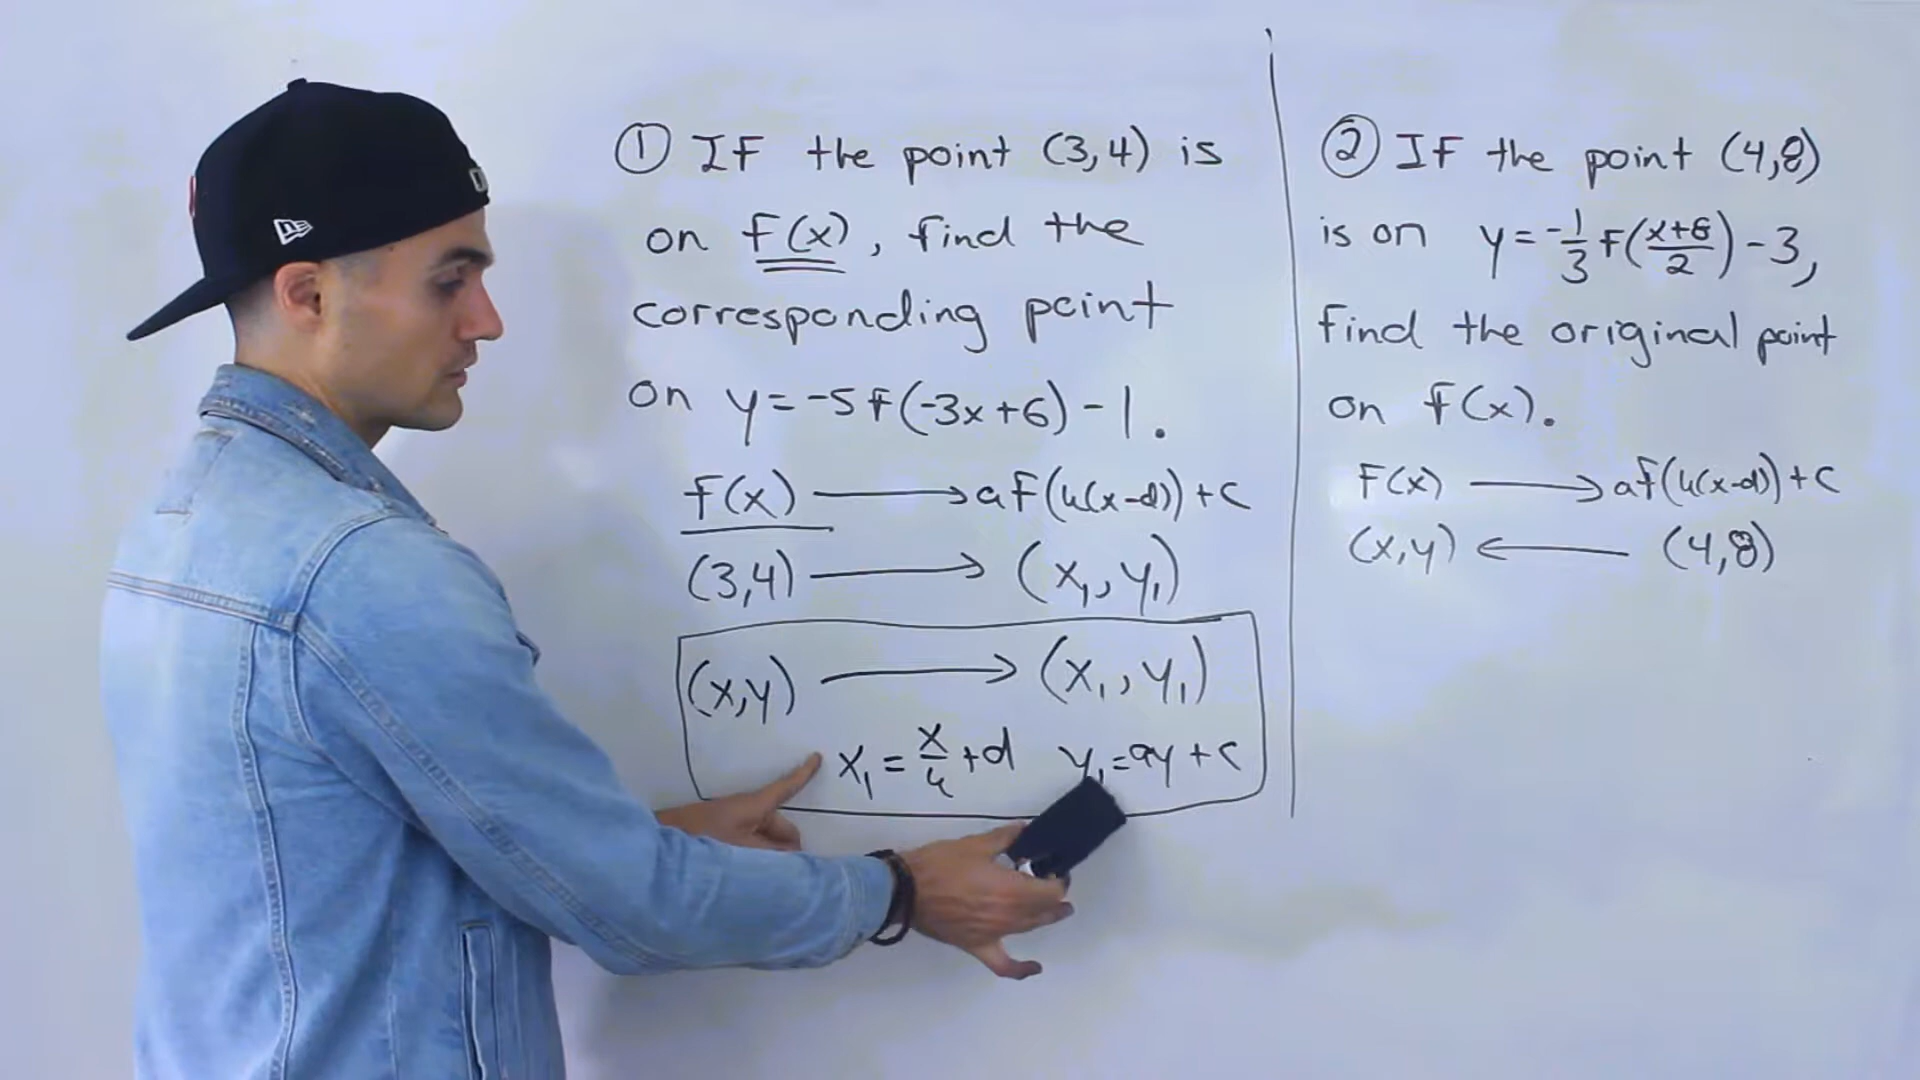 ① IF the point (3,4) is
on f(x), find the
corresponding point
on y=-5f(-3x+6)-1.
f(x) → af(k(x-d))+c
(3,4) → (x₁, y₁)
(x,y) → (x₁, y₁)
x₁ = x/k + d   y₁ = ay + c
② IF the point (4,8)
is on y = -1/3 f((x+6)/2) - 3,
find the original point
on f(x).
F(x) → af(k(x-d))+c
(x,y) ← (4,8)